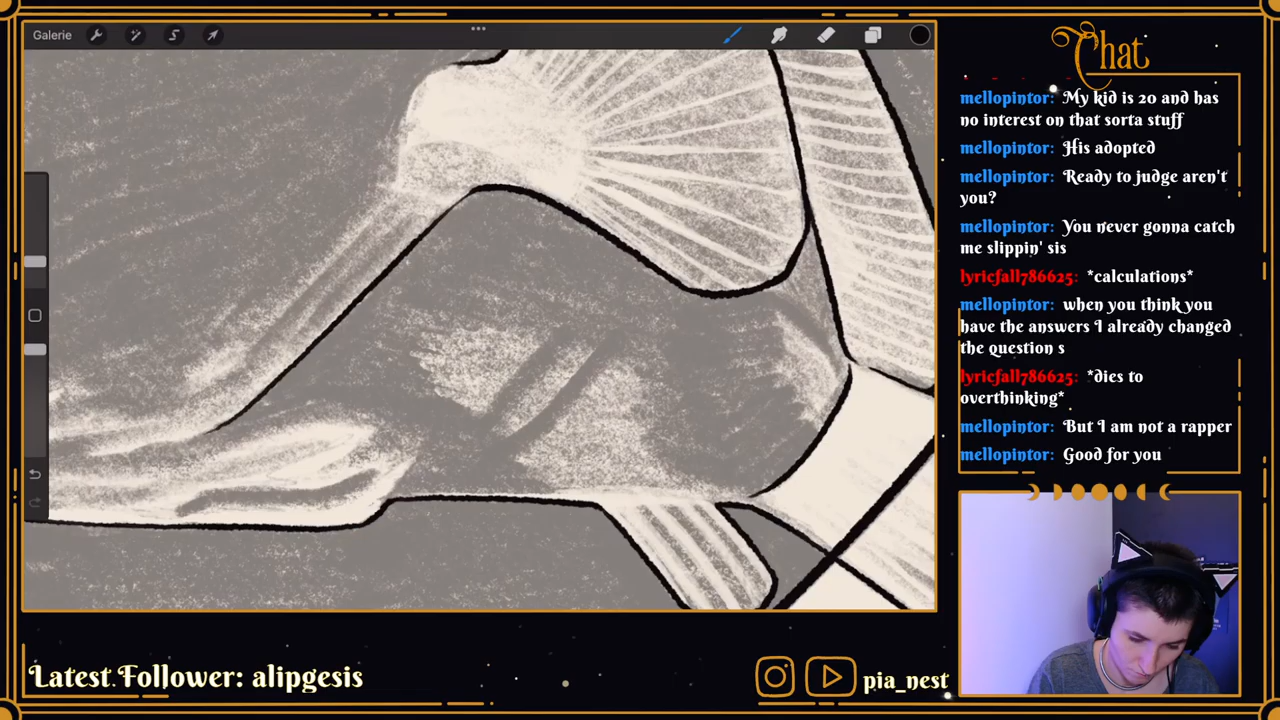 Galerie
Chat
mellopintor: My kid is 20 and has
no interest on that sorta stuff
mellopintor: His adopted
mellopintor: Ready to judge aren't
you?
mellopintor: You never gonna catch
me slippin' sis
lyricfall786625: *calculations*
mellopintor: when you think you
have the answers I already changed
the question s
lyricfall786625: *dies to
overthinking*
mellopintor: But I am not a rapper
mellopintor: Good for you
Latest Follower: alipgesis
pia_nest